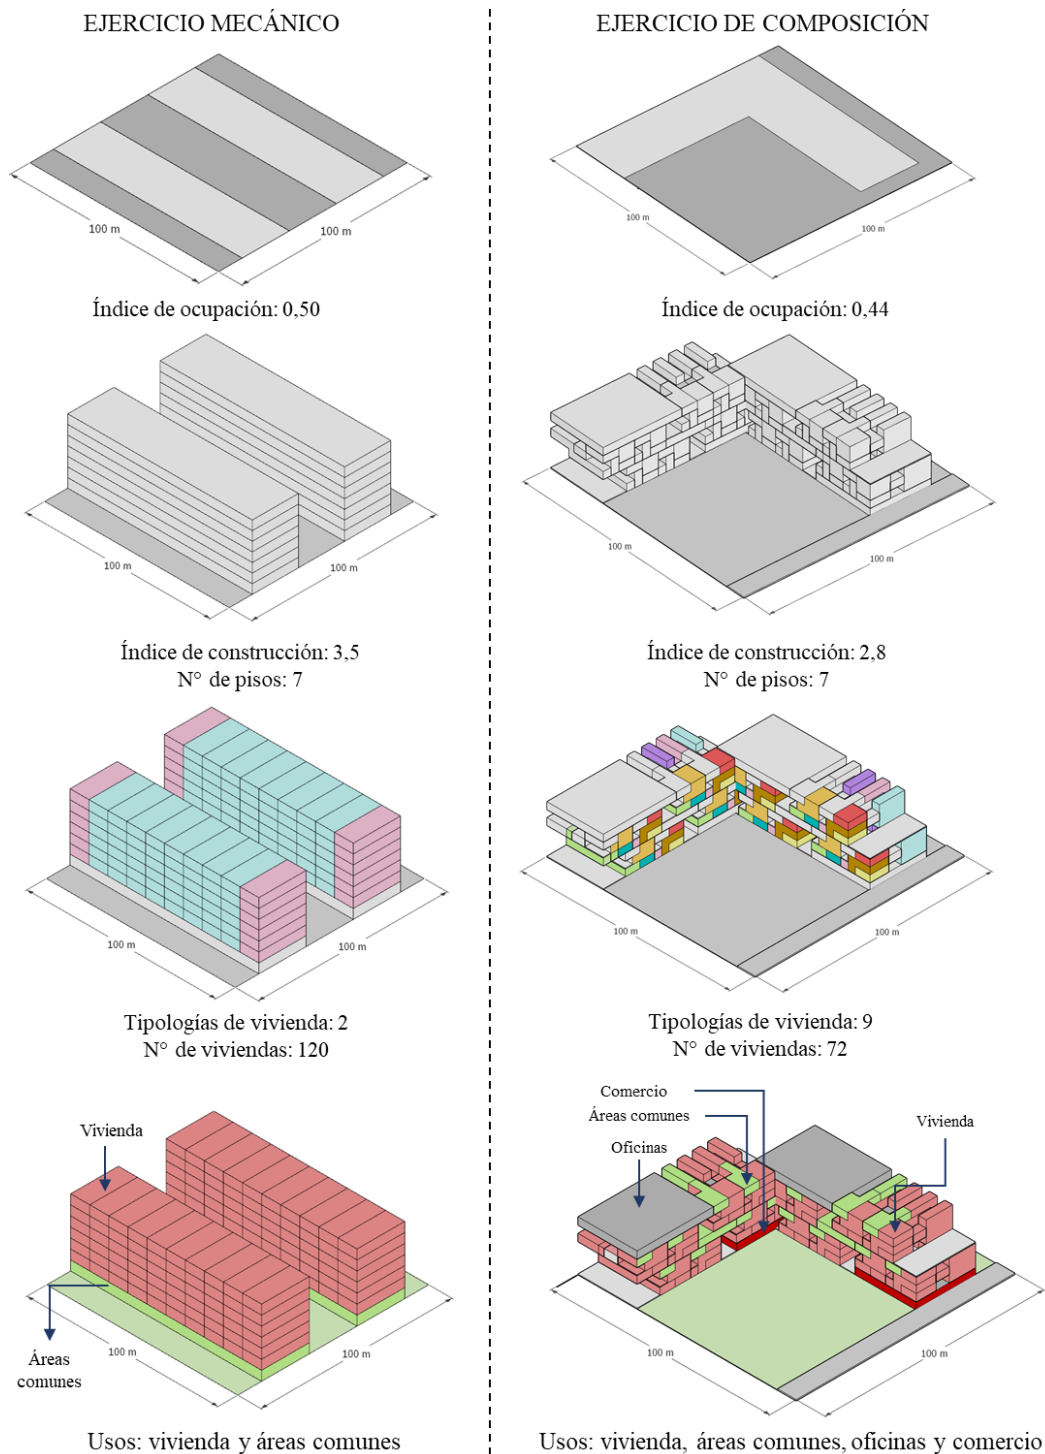 EJERCICIO MECÁNICO
100 m
100 m
Índice de ocupación: 0,50
100 m
100 m
Índice de construcción: 3,5
N° de pisos: 7
100 m
100 m
Tipologías de vivienda: 2
N° de viviendas: 120
Vivienda
100 m
100 m
Áreas
comunes
Usos: vivienda y áreas comunes
EJERCICIO DE COMPOSICIÓN
100 m
100 m
Índice de ocupación: 0,44
100 m
100 m
Índice de construcción: 2,8
N° de pisos: 7
100 m
100 m
Tipologías de vivienda: 9
N° de viviendas: 72
Comercio
Áreas comunes
Vivienda
Oficinas
100 m
100 m
Usos: vivienda, áreas comunes, oficinas y comercio